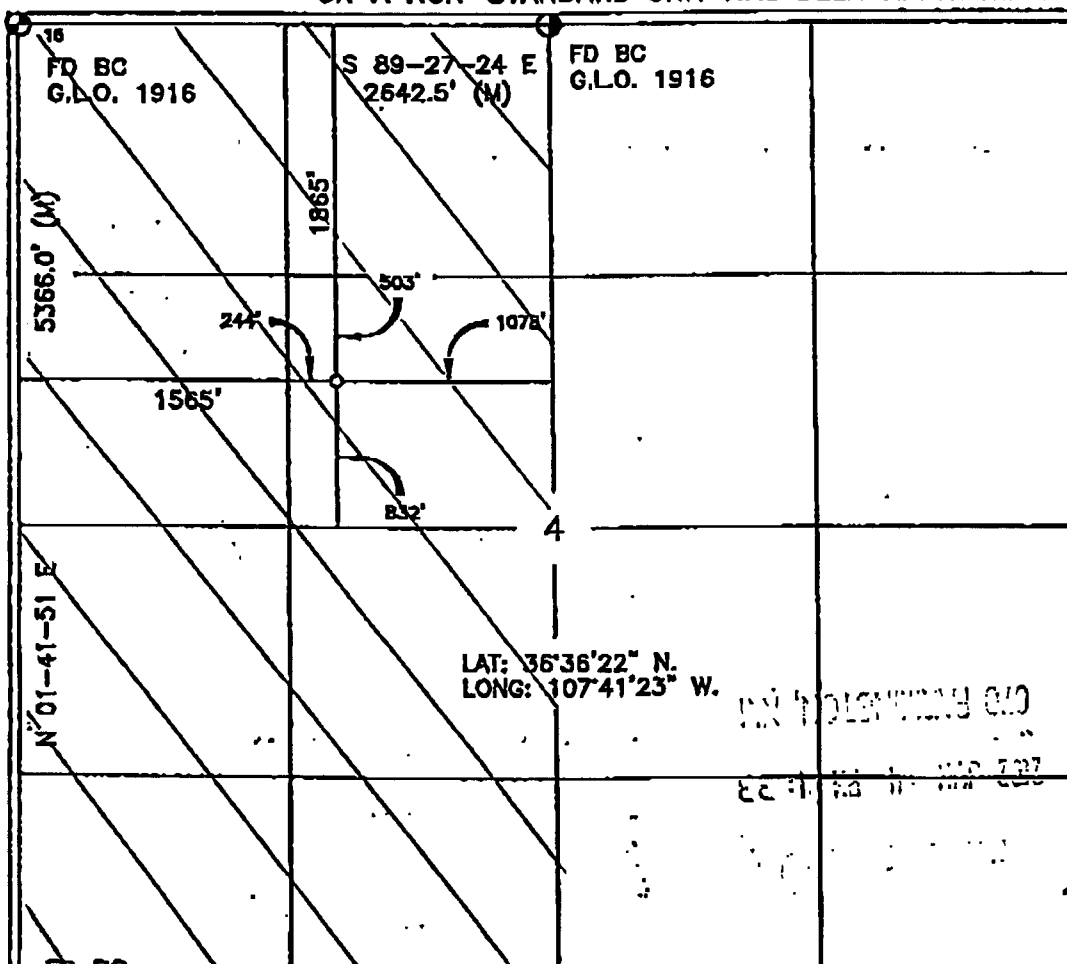 16
FD BC
G.L.O. 1916
S 89-27-24 E
2642.5' (M)
FD BC
G.L.O. 1916
5366.0' (M)
1865'
503'
244'
1078'
1565'
832'
4
N 01-41-51 E
LAT: 36°36'22" N.
LONG: 107°41'23" W.